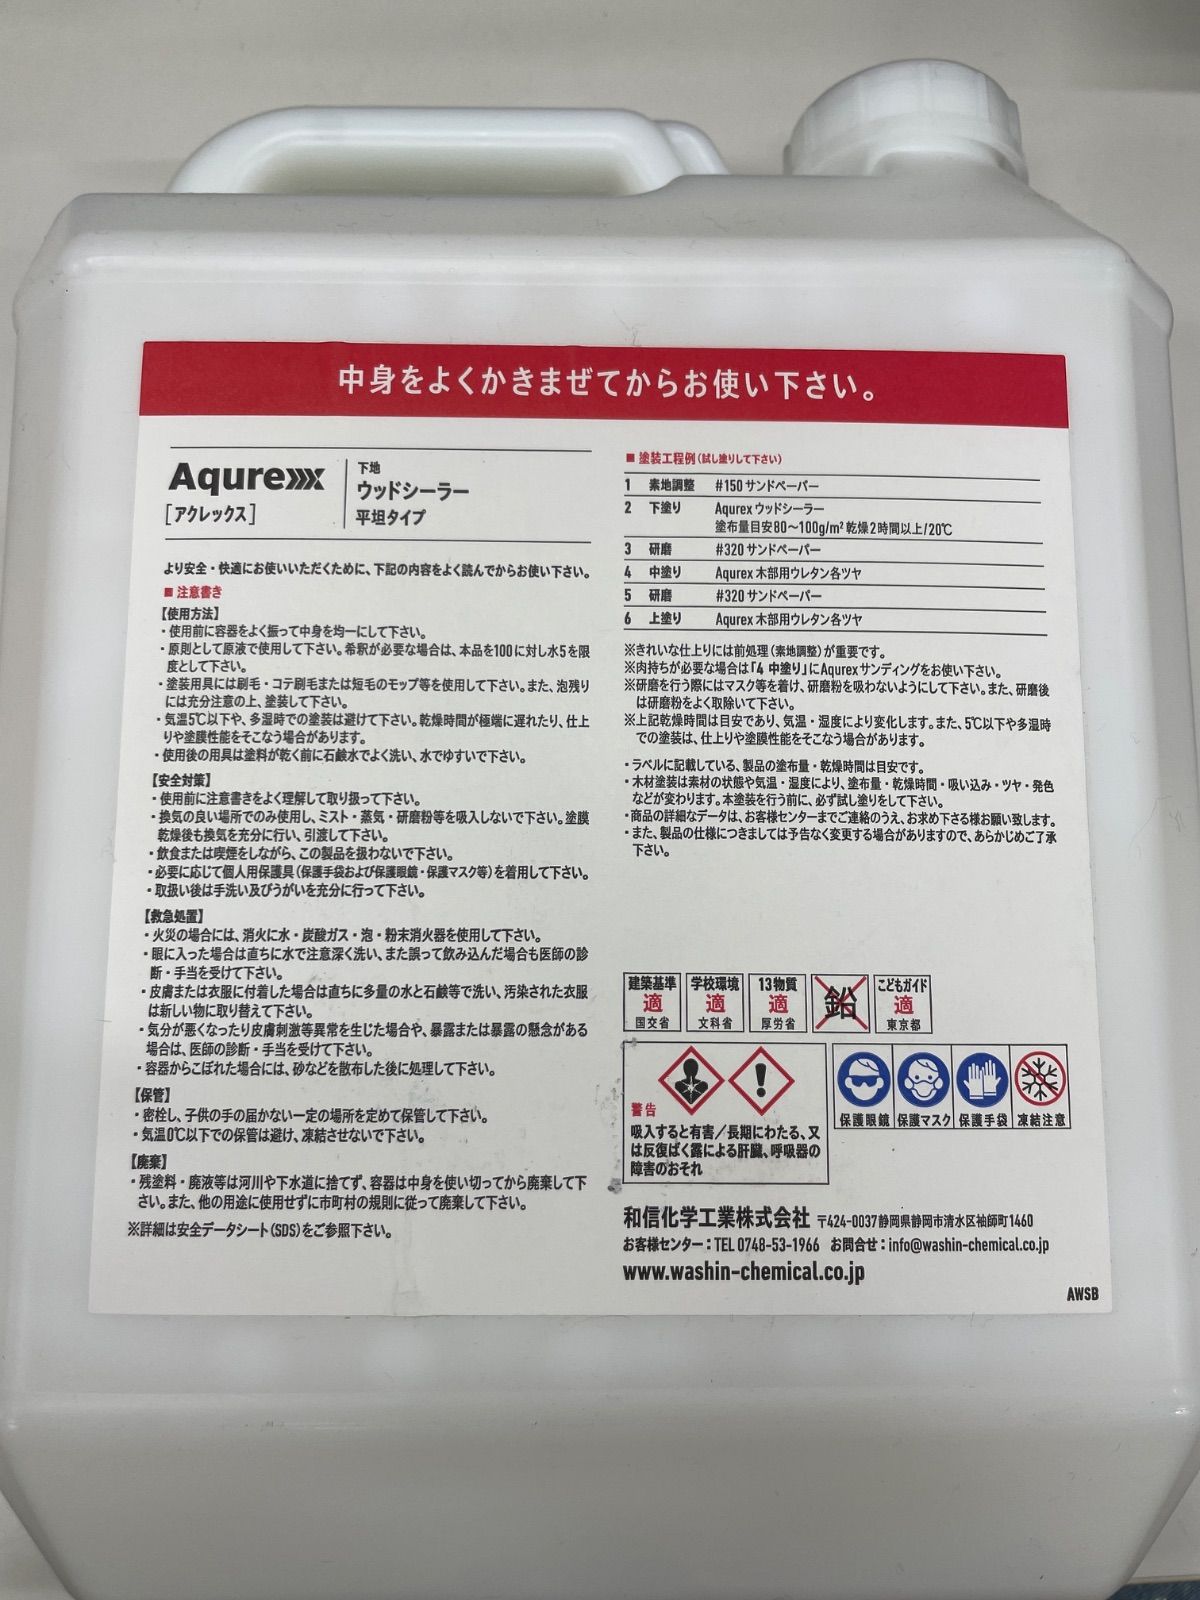 中身をよくかきまぜてからお使い下さい。
Aqurex
[アクレックス]
下地
ウッドシーラー
平坦タイプ
より安全・快適にお使いいただくために、下記の内容をよく読んでからお使い下さい。
■ 注意書き
【使用方法】
・使用前に容器をよく振って中身を均一にして下さい。
・原則として原液で使用して下さい。希釈が必要な場合は、本品を100に対し水5を限
度として下さい。
・塗装用具には刷毛・コテ刷毛または短毛のモップ等を使用して下さい。また、泡残り
には充分注意の上、塗装して下さい。
・気温5℃以下や、多湿時での塗装は避けて下さい。乾燥時間が極端に遅れたり、仕上
りや塗膜性能をそこなう場合があります。
・使用後の用具は塗料が乾く前に石鹸水でよく洗い、水でゆすいで下さい。
【安全対策】
・使用前に注意書きをよく理解して取り扱って下さい。
・換気の良い場所でのみ使用し、ミスト・蒸気・研磨粉等を吸入しないで下さい。塗膜
乾燥後も換気を充分に行い、引渡して下さい。
・飲食または喫煙をしながら、この製品を扱わないで下さい。
・必要に応じて個人用保護具(保護手袋および保護眼鏡・保護マスク等)を着用して下さい。
・取扱い後は手洗い及びうがいを充分に行って下さい。
【救急処置】
・火災の場合には、消火に水・炭酸ガス・泡・粉末消火器を使用して下さい。
・眼に入った場合は直ちに水で注意深く洗い、また誤って飲み込んだ場合も医師の診
断・手当を受けて下さい。
・皮膚または衣服に付着した場合は直ちに多量の水と石鹸等で洗い、汚染された衣服
は新しい物に取り替えて下さい。
・気分が悪くなったり皮膚刺激等異常を生じた場合や、暴露または暴露の懸念がある
場合は、医師の診断・手当を受けて下さい。
・容器からこぼれた場合には、砂などを散布した後に処理して下さい。
【保管】
・密栓し、子供の手の届かない一定の場所を定めて保管して下さい。
・気温0℃以下での保管は避け、凍結させないで下さい。
【廃棄】
・残塗料・廃液等は河川や下水道に捨てず、容器は中身を使い切ってから廃棄して下
さい。また、他の用途に使用せずに市町村の規則に従って廃棄して下さい。
※詳細は安全データシート(SDS)をご参照下さい。
■ 塗装工程例(試し塗りして下さい)
1 素地調整 #150サンドペーパー
2 下塗り Aqurexウッドシーラー
塗布量目安80〜100g/m² 乾燥2時間以上/20℃
3 研磨 #320サンドペーパー
4 中塗り Aqurex木部用ウレタン各ツヤ
5 研磨 #320サンドペーパー
6 上塗り Aqurex木部用ウレタン各ツヤ
※きれいな仕上りには前処理(素地調整)が重要です。
※肉持ちが必要な場合は「4 中塗り」にAqurexサンディングをお使い下さい。
※研磨を行う際にはマスク等を着け、研磨粉を吸わないようにして下さい。また、研磨後
は研磨粉をよく取除いて下さい。
※上記乾燥時間は目安であり、気温・湿度により変化します。また、5℃以下や多湿時
での塗装は、仕上りや塗膜性能をそこなう場合があります。
・ラベルに記載している、製品の塗布量・乾燥時間は目安です。
・木材塗装は素材の状態や気温・湿度により、塗布量・乾燥時間・吸い込み・ツヤ・発色
などが変わります。本塗装を行う前に、必ず試し塗りをして下さい。
・商品の詳細なデータは、お客様センターまでご連絡のうえ、お求め下さる様お願い致します。
・また、製品の仕様につきましては予告なく変更する場合がありますので、あらかじめご了承
下さい。
建築基準 学校環境 13物質 鉛 こどもガイド
適 適 適 適
国交省 文科省 厚労省 東京都
警告
吸入すると有害/長期にわたる、又
は反復ばく露による肝臓、呼吸器の
障害のおそれ
保護眼鏡 保護マスク 保護手袋 凍結注意
和信化学工業株式会社 〒424-0037静岡県静岡市清水区袖師町1460
お客様センター:TEL 0748-53-1966 お問合せ:info@washin-chemical.co.jp
www.washin-chemical.co.jp
AWSB